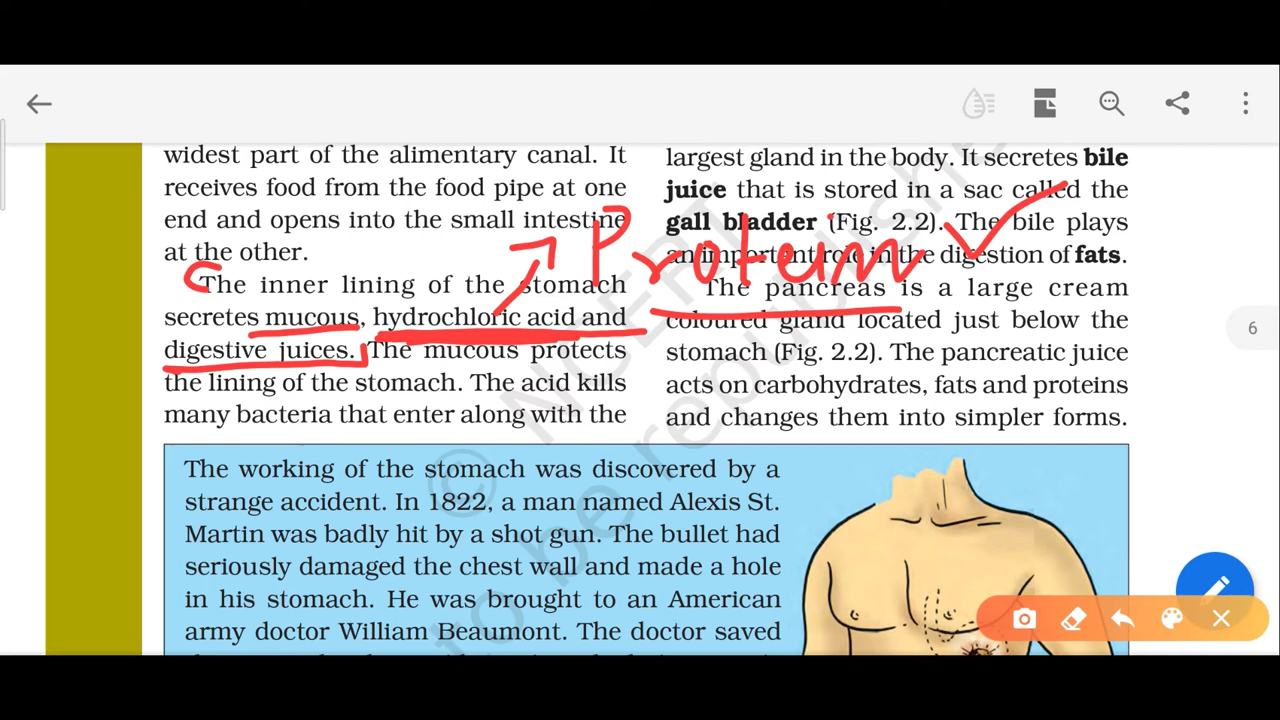 widest part of the alimentary canal. It
receives food from the food pipe at one
end and opens into the small intestine
at the other.
The inner lining of the stomach
secretes mucous, hydrochloric acid and
digestive juices. The mucous protects
the lining of the stomach. The acid kills
many bacteria that enter along with the
largest gland in the body. It secretes bile
juice that is stored in a sac called the
gall bladder (Fig. 2.2). The bile plays
an important role in the digestion of fats.
The pancreas is a large cream
coloured gland located just below the
stomach (Fig. 2.2). The pancreatic juice
acts on carbohydrates, fats and proteins
and changes them into simpler forms.
Protein
6
The working of the stomach was discovered by a
strange accident. In 1822, a man named Alexis St.
Martin was badly hit by a shot gun. The bullet had
seriously damaged the chest wall and made a hole
in his stomach. He was brought to an American
army doctor William Beaumont. The doctor saved
© NCERT
to be republished